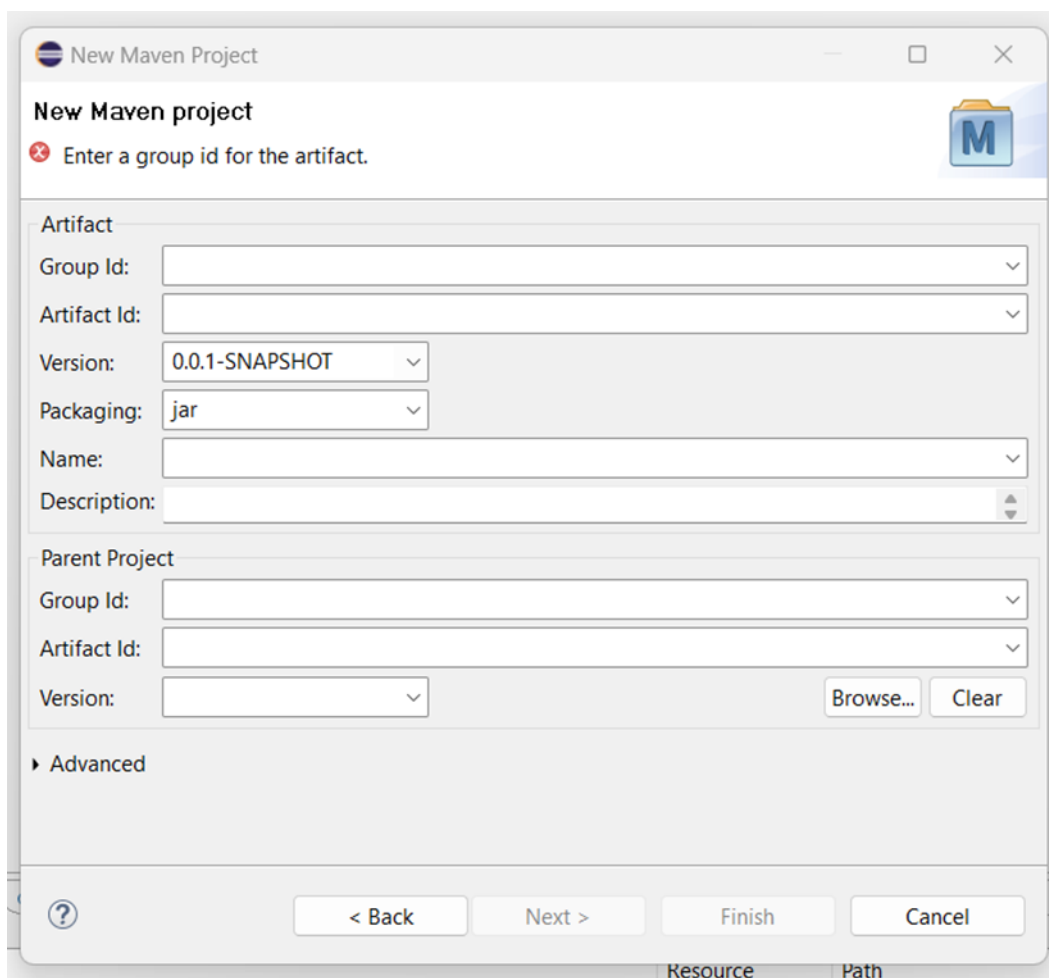 New Maven Project
New Maven project
Enter a group id for the artifact.
M
Artifact
Group Id:
Artifact Id:
Version: 0.0.1-SNAPSHOT
Packaging: jar
Name:
Description:
Parent Project
Group Id:
Artifact Id:
Version: Browse... Clear
Advanced
? < Back Next > Finish Cancel
Resource Path